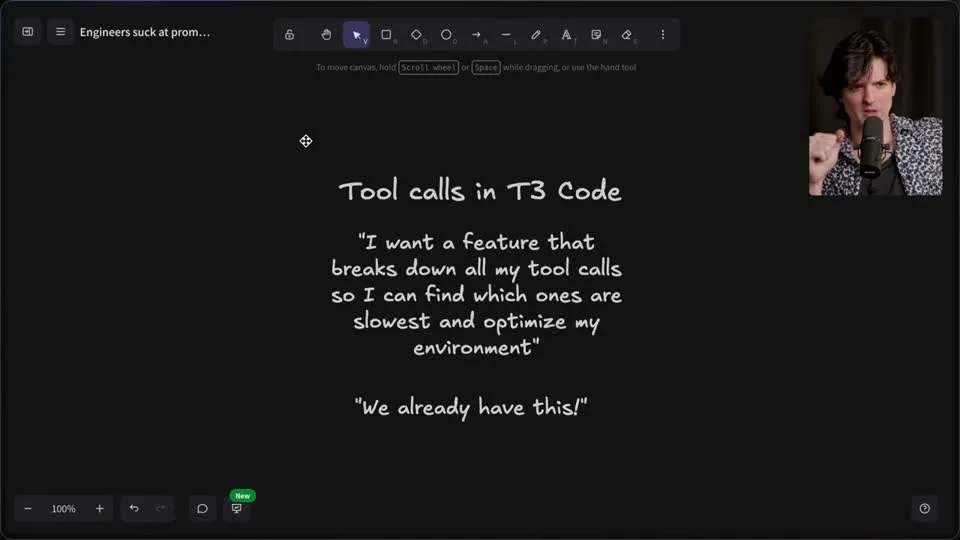 Engineers suck at prom...
V
R
D
O
A
L
P
T
N
E
To move canvas, hold Scroll wheel or Space while dragging, or use the hand tool
Tool calls in T3 Code
"I want a feature that
breaks down all my tool calls
so I can find which ones are
slowest and optimize my
environment"
"We already have this!"
New
100%